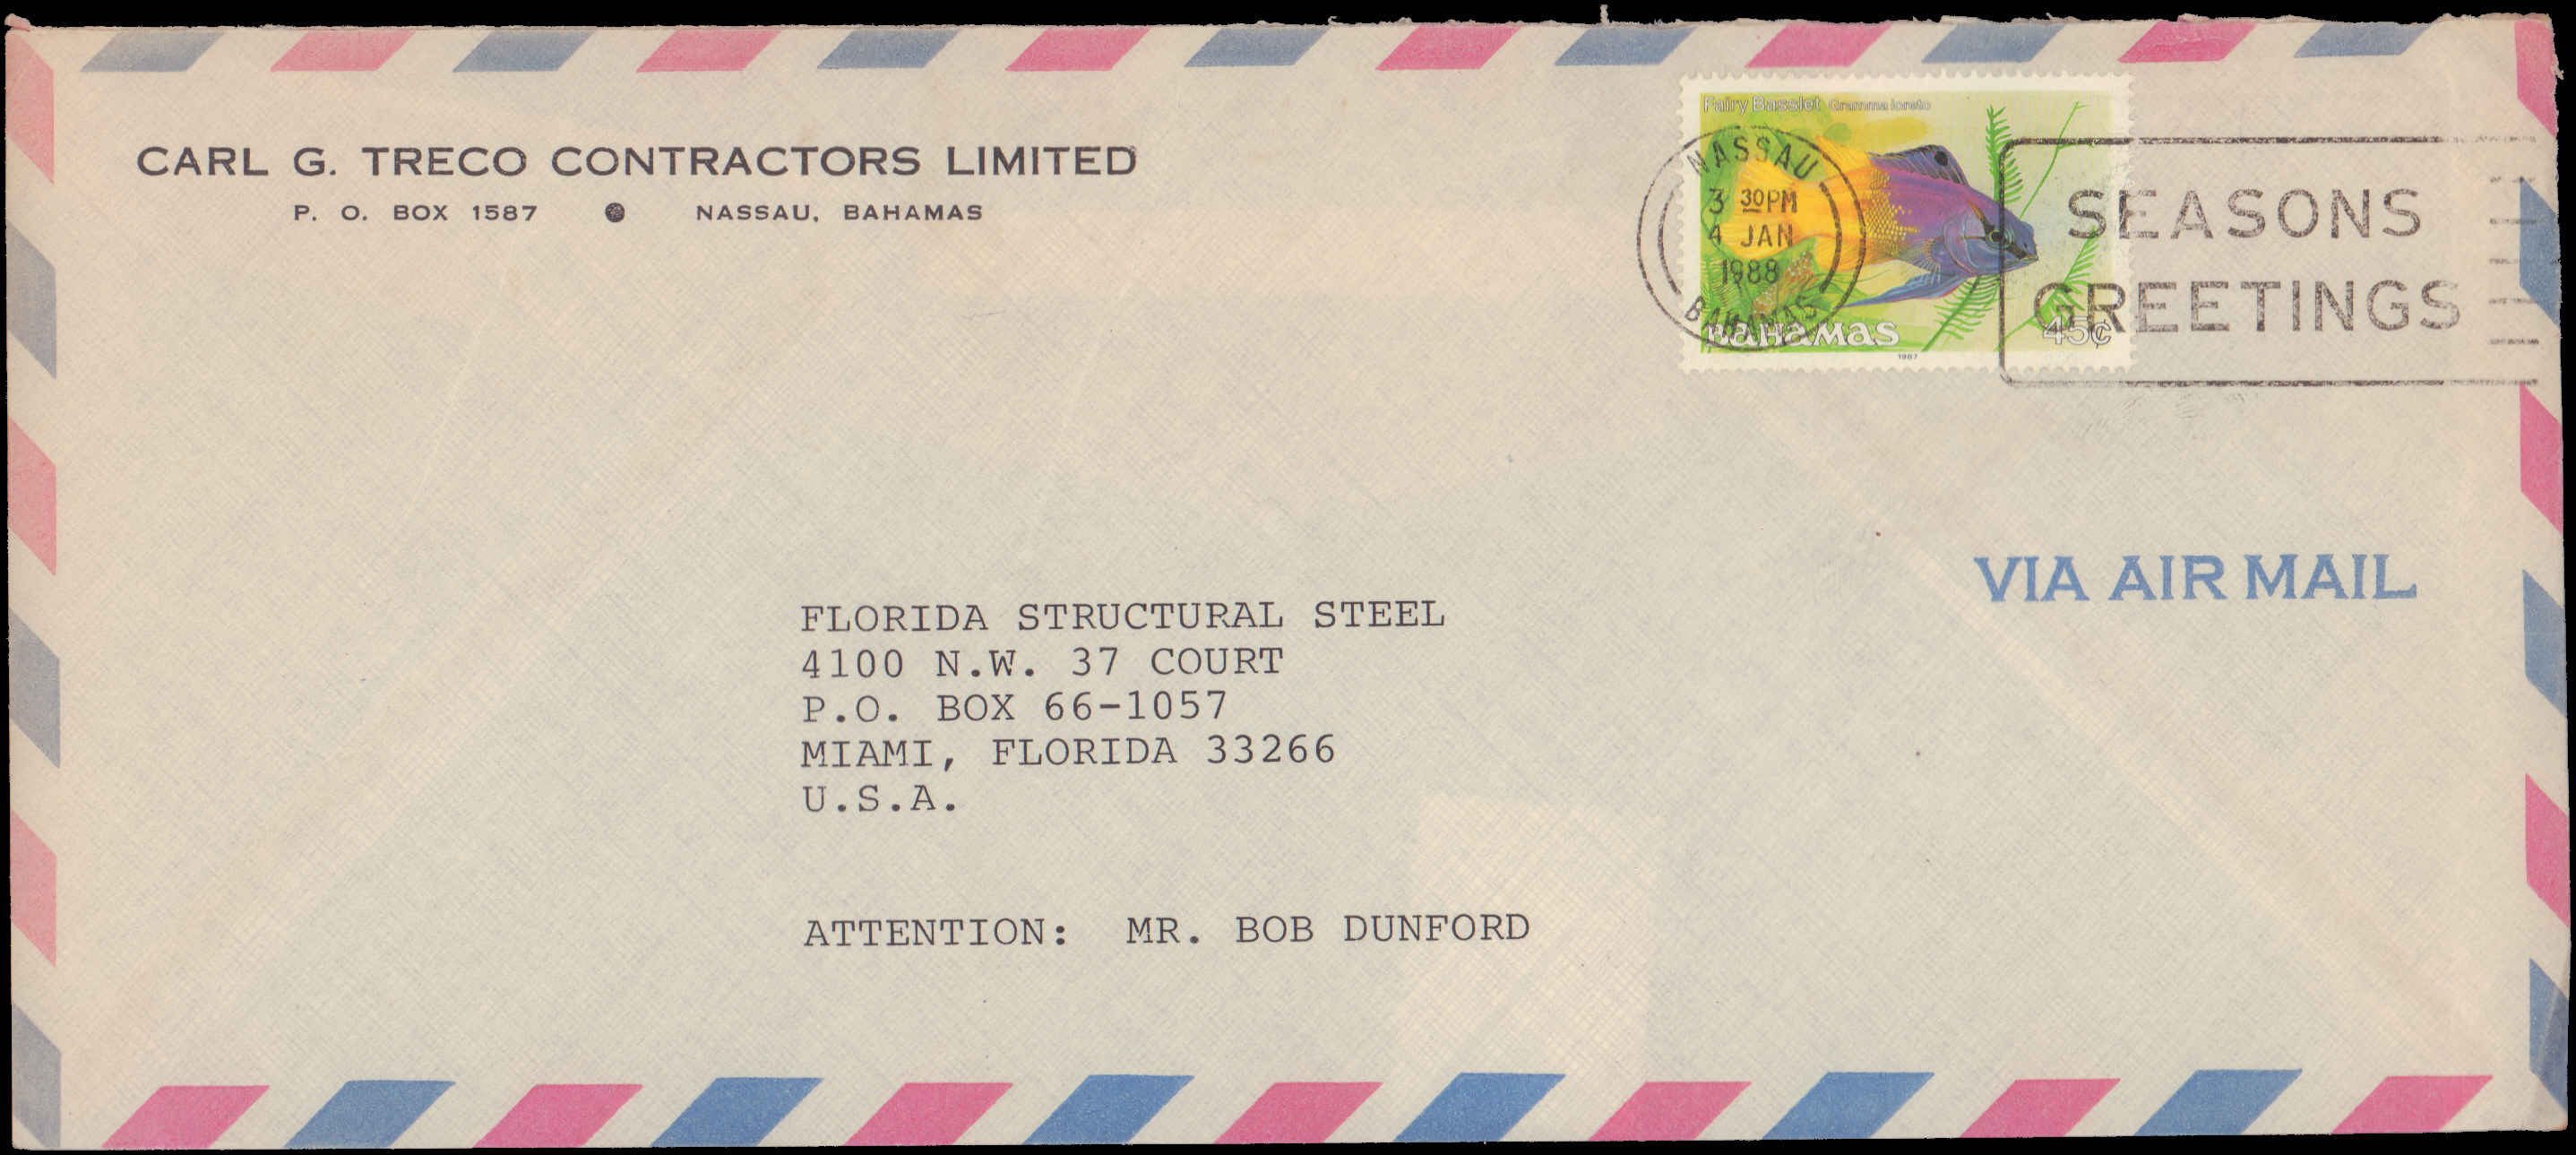 CARL G. TRECO CONTRACTORS LIMITED
P. O. BOX 1587 NASSAU, BAHAMAS
Fairy Basslet Gramma loreto
NASSAU
3 30PM
4 JAN
1988
BAHAMAS
BAHAMAS
45¢
1987
SEASONS
GREETINGS
VIA AIR MAIL
FLORIDA STRUCTURAL STEEL
4100 N.W. 37 COURT
P.O. BOX 66-1057
MIAMI, FLORIDA 33266
U.S.A.
ATTENTION: MR. BOB DUNFORD